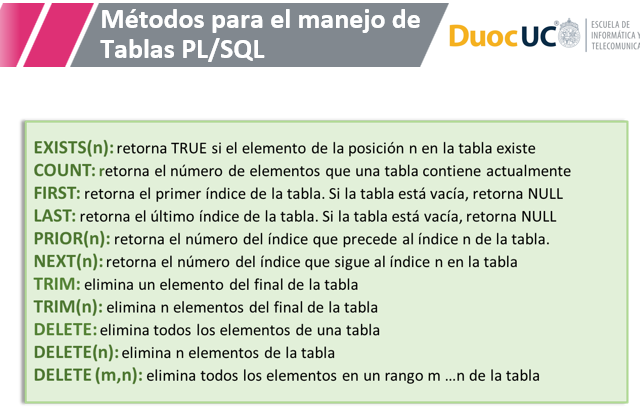 Métodos para el manejo de
Tablas PL/SQL
DuocUC
ESCUELA DE
INFORMÁTICA Y
EXISTS(n): retorna TRUE si el elemento de la posición n en la tabla existe
COUNT: retorna el número de elementos que una tabla contiene actualmente
FIRST: retorna el primer índice de la tabla. Si la tabla está vacía, retorna NULL
LAST: retorna el último índice de la tabla. Si la tabla está vacía, retorna NULL
PRIOR(n): retorna el número del índice que precede al índice n de la tabla.
NEXT(n): retorna el número del índice que sigue al índice n en la tabla
TRIM: elimina un elemento del final de la tabla
TRIM(n): elimina n elementos del final de la tabla
DELETE: elimina todos los elementos de una tabla
DELETE(n): elimina n elementos de la tabla
DELETE (m,n): elimina todos los elementos en un rango m ...n de la tabla